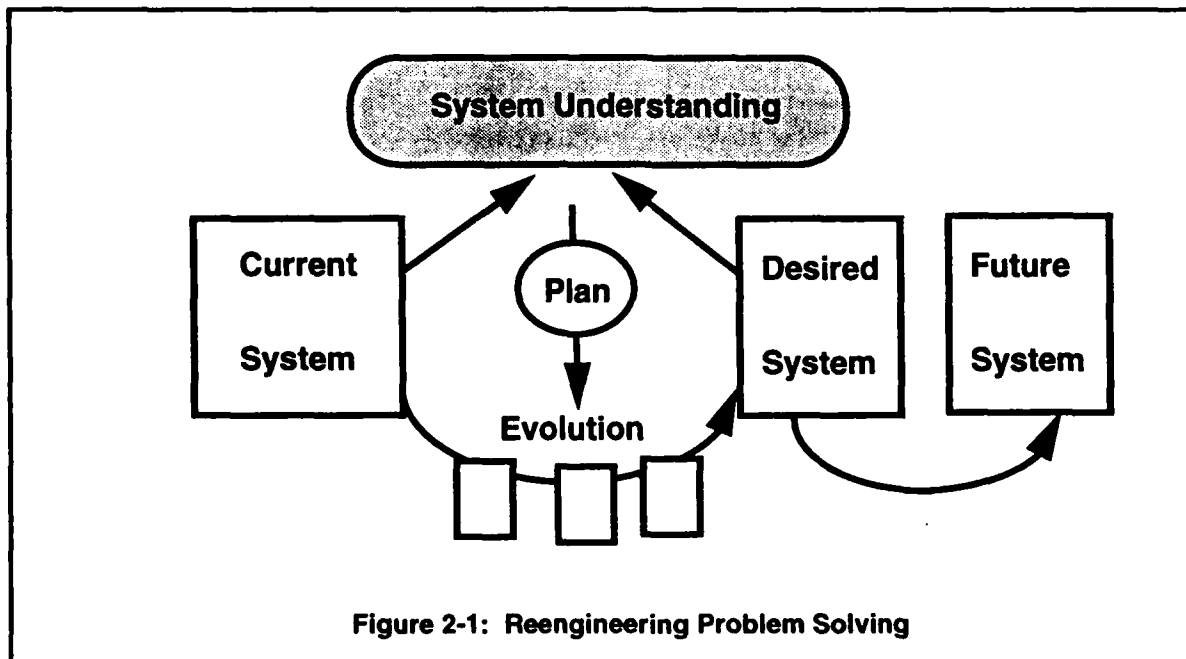 System Understanding
Current
System
Plan
Evolution
Desired
System
Future
System
Figure 2-1: Reengineering Problem Solving